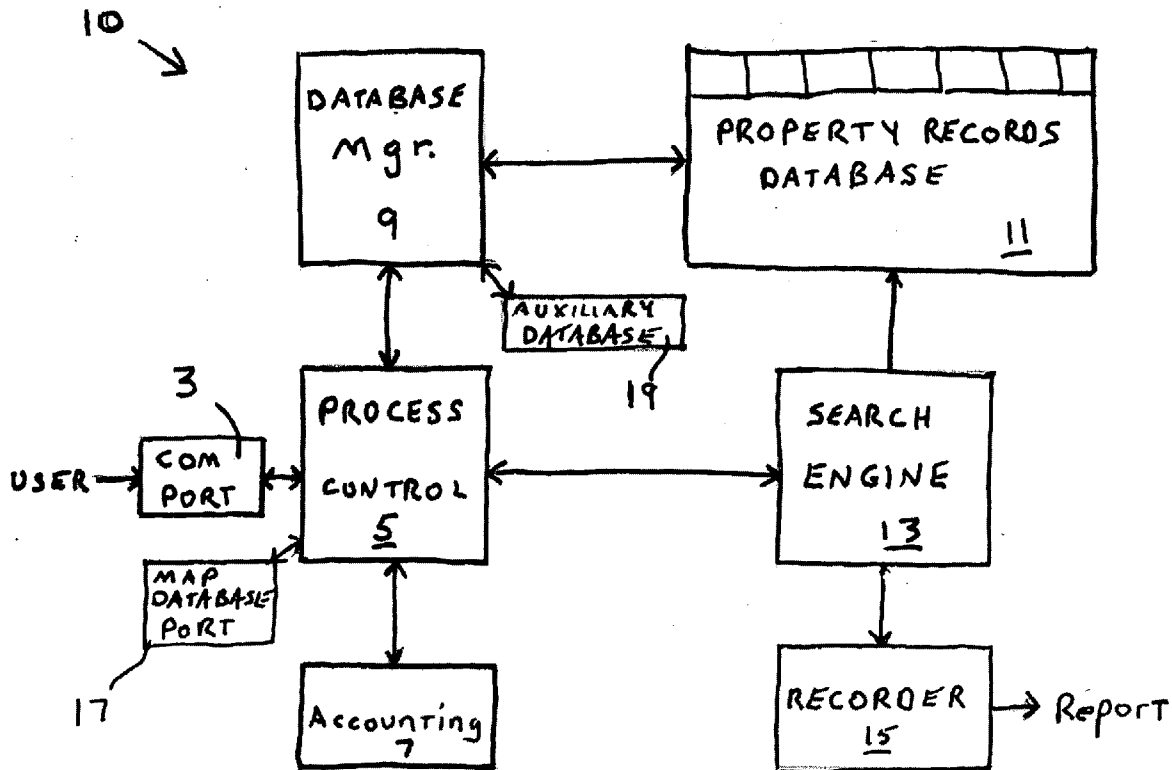 10
DATABASE
Mgr.
9
PROPERTY RECORDS
DATABASE
11
AUXILIARY
DATABASE
19
3
USER
COM
PORT
PROCESS
CONTROL
5
SEARCH
ENGINE
13
MAP
DATABASE
PORT
17
Accounting
7
RECORDER
15
Report